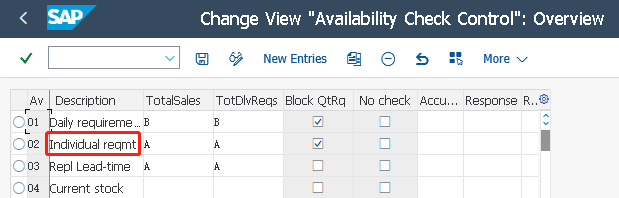 SAP Change View "Availability Check Control": Overview
New Entries More
Av Description TotalSales TotDlvReqs Block QtRq No check Accu... Response R...
01 Daily requireme... B B
02 Individual reqmt A A
03 Repl Lead-time A A
04 Current stock